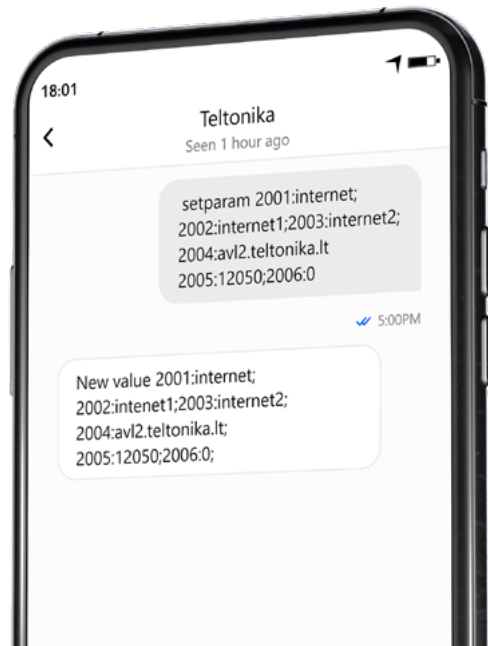 18:01
Teltonika
Seen 1 hour ago
setparam 2001:internet;
2002:internet1;2003:internet2;
2004:avl2.teltonika.lt
2005:12050;2006:0
5:00PM
New value 2001:internet;
2002:intenet1;2003:internet2;
2004:avl2.teltonika.lt;
2005:12050;2006:0;